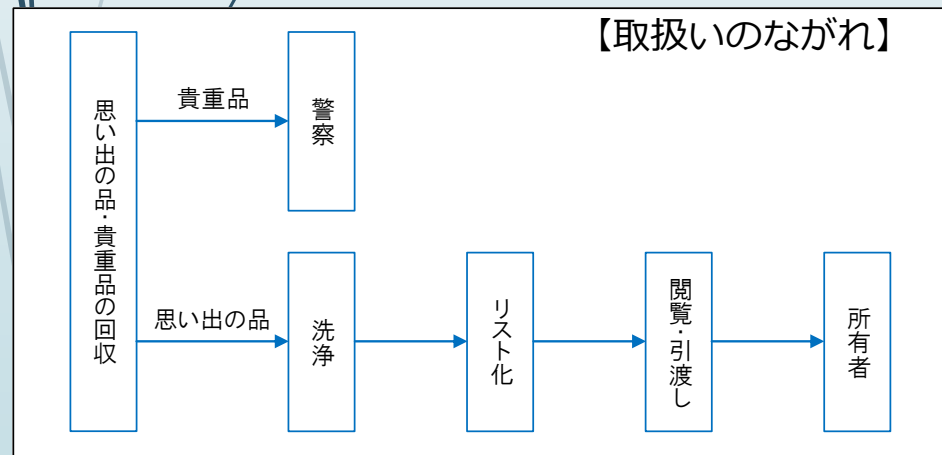 【取扱いのながれ】
思い出の品・貴重品の回収
貴重品
警察
思い出の品
洗浄
リスト化
閲覧・引渡し
所有者